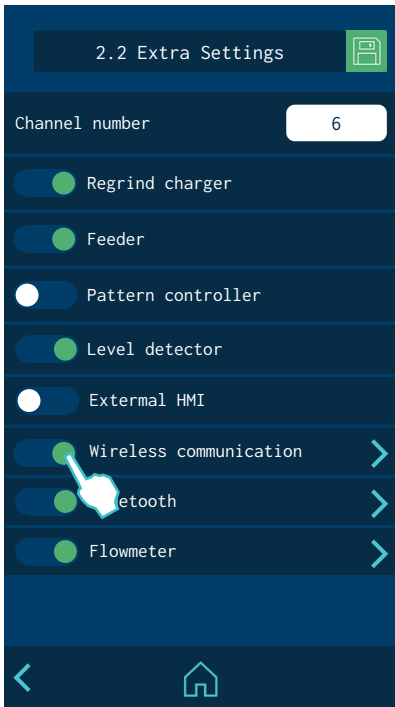 2.2 Extra Settings
Channel number 6
Regrind charger
Feeder
Pattern controller
Level detector
Extermal HMI
Wireless communication
etooth
Flowmeter